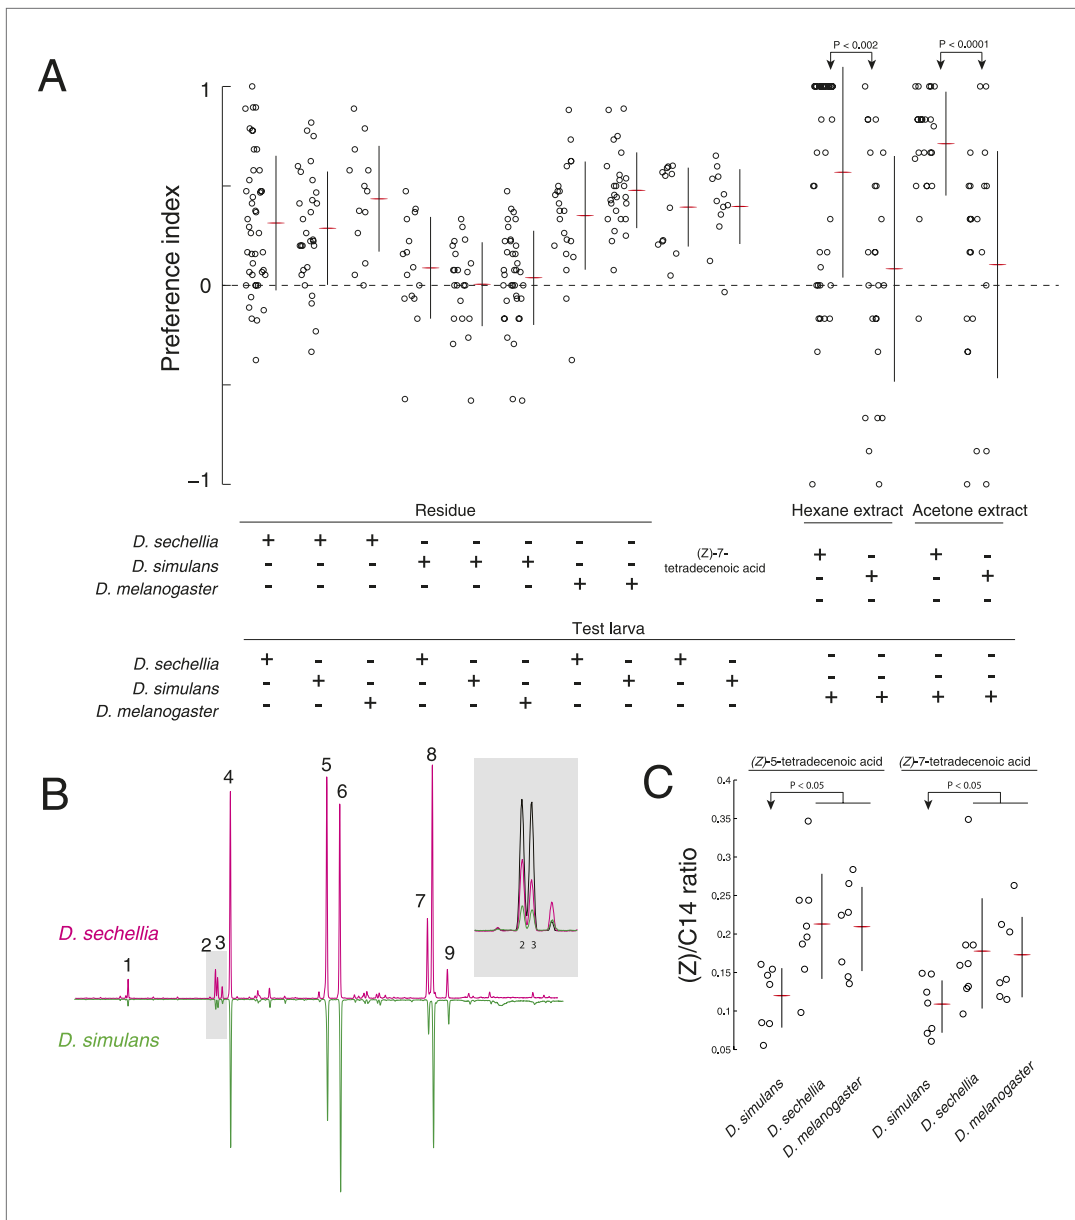 A
P < 0.002
P < 0.0001
Preference index
1
0
−1
Residue
Hexane extract
Acetone extract
D. sechellia + + + - - - - - + - + -
D. simulans - - - + + + - - (Z)-7-tetradecenoic acid - + - +
D. melanogaster - - - - - - + + - - - -
Test larva
D. sechellia + - - + - - + - + - - - - -
D. simulans - + - - + - - + - + - - - -
D. melanogaster - - + - - + - - - - + + + +
B
1
2
3
4
5
6
7
8
9
D. sechellia
D. simulans
2 3
C
(Z)-5-tetradecenoic acid
(Z)-7-tetradecenoic acid
P < 0.05
P < 0.05
(Z)/C14 ratio
0.4
0.35
0.3
0.25
0.2
0.15
0.1
0.05
D. simulans
D. sechellia
D. melanogaster
D. simulans
D. sechellia
D. melanogaster